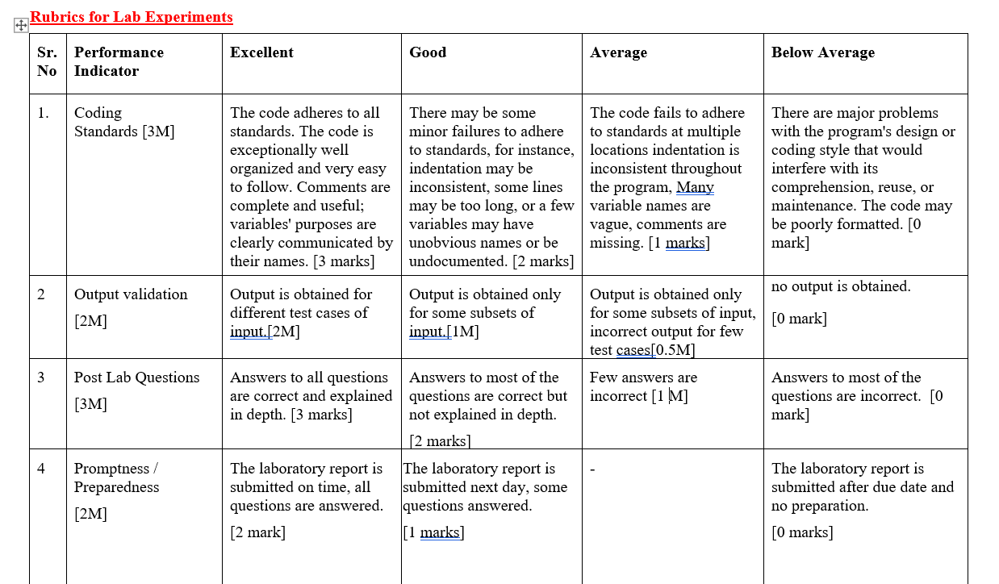 Rubrics for Lab Experiments
Sr.
No
Performance
Indicator
Excellent
Good
Average
Below Average
1.
Coding
Standards [3M]
The code adheres to all
standards. The code is
exceptionally well
organized and very easy
to follow. Comments are
complete and useful;
variables' purposes are
clearly communicated by
their names. [3 marks]
There may be some
minor failures to adhere
to standards, for instance,
indentation may be
inconsistent, some lines
may be too long, or a few
variables may have
unobvious names or be
undocumented. [2 marks]
The code fails to adhere
to standards at multiple
locations indentation is
inconsistent throughout
the program, Many
variable names are
vague, comments are
missing. [1 marks]
There are major problems
with the program's design or
coding style that would
interfere with its
comprehension, reuse, or
maintenance. The code may
be poorly formatted. [0
mark]
2
Output validation
[2M]
Output is obtained for
different test cases of
input.[2M]
Output is obtained only
for some subsets of
input.[1M]
Output is obtained only
for some subsets of input,
incorrect output for few
test cases[0.5M]
no output is obtained.
[0 mark]
3
Post Lab Questions
[3M]
Answers to all questions
are correct and explained
in depth. [3 marks]
Answers to most of the
questions are correct but
not explained in depth.
[2 marks]
Few answers are
incorrect [1 M]
Answers to most of the
questions are incorrect.  [0
mark]
4
Promptness /
Preparedness
[2M]
The laboratory report is
submitted on time, all
questions are answered.
[2 mark]
The laboratory report is
submitted next day, some
questions answered.
[1 marks]
-
The laboratory report is
submitted after due date and
no preparation.
[0 marks]